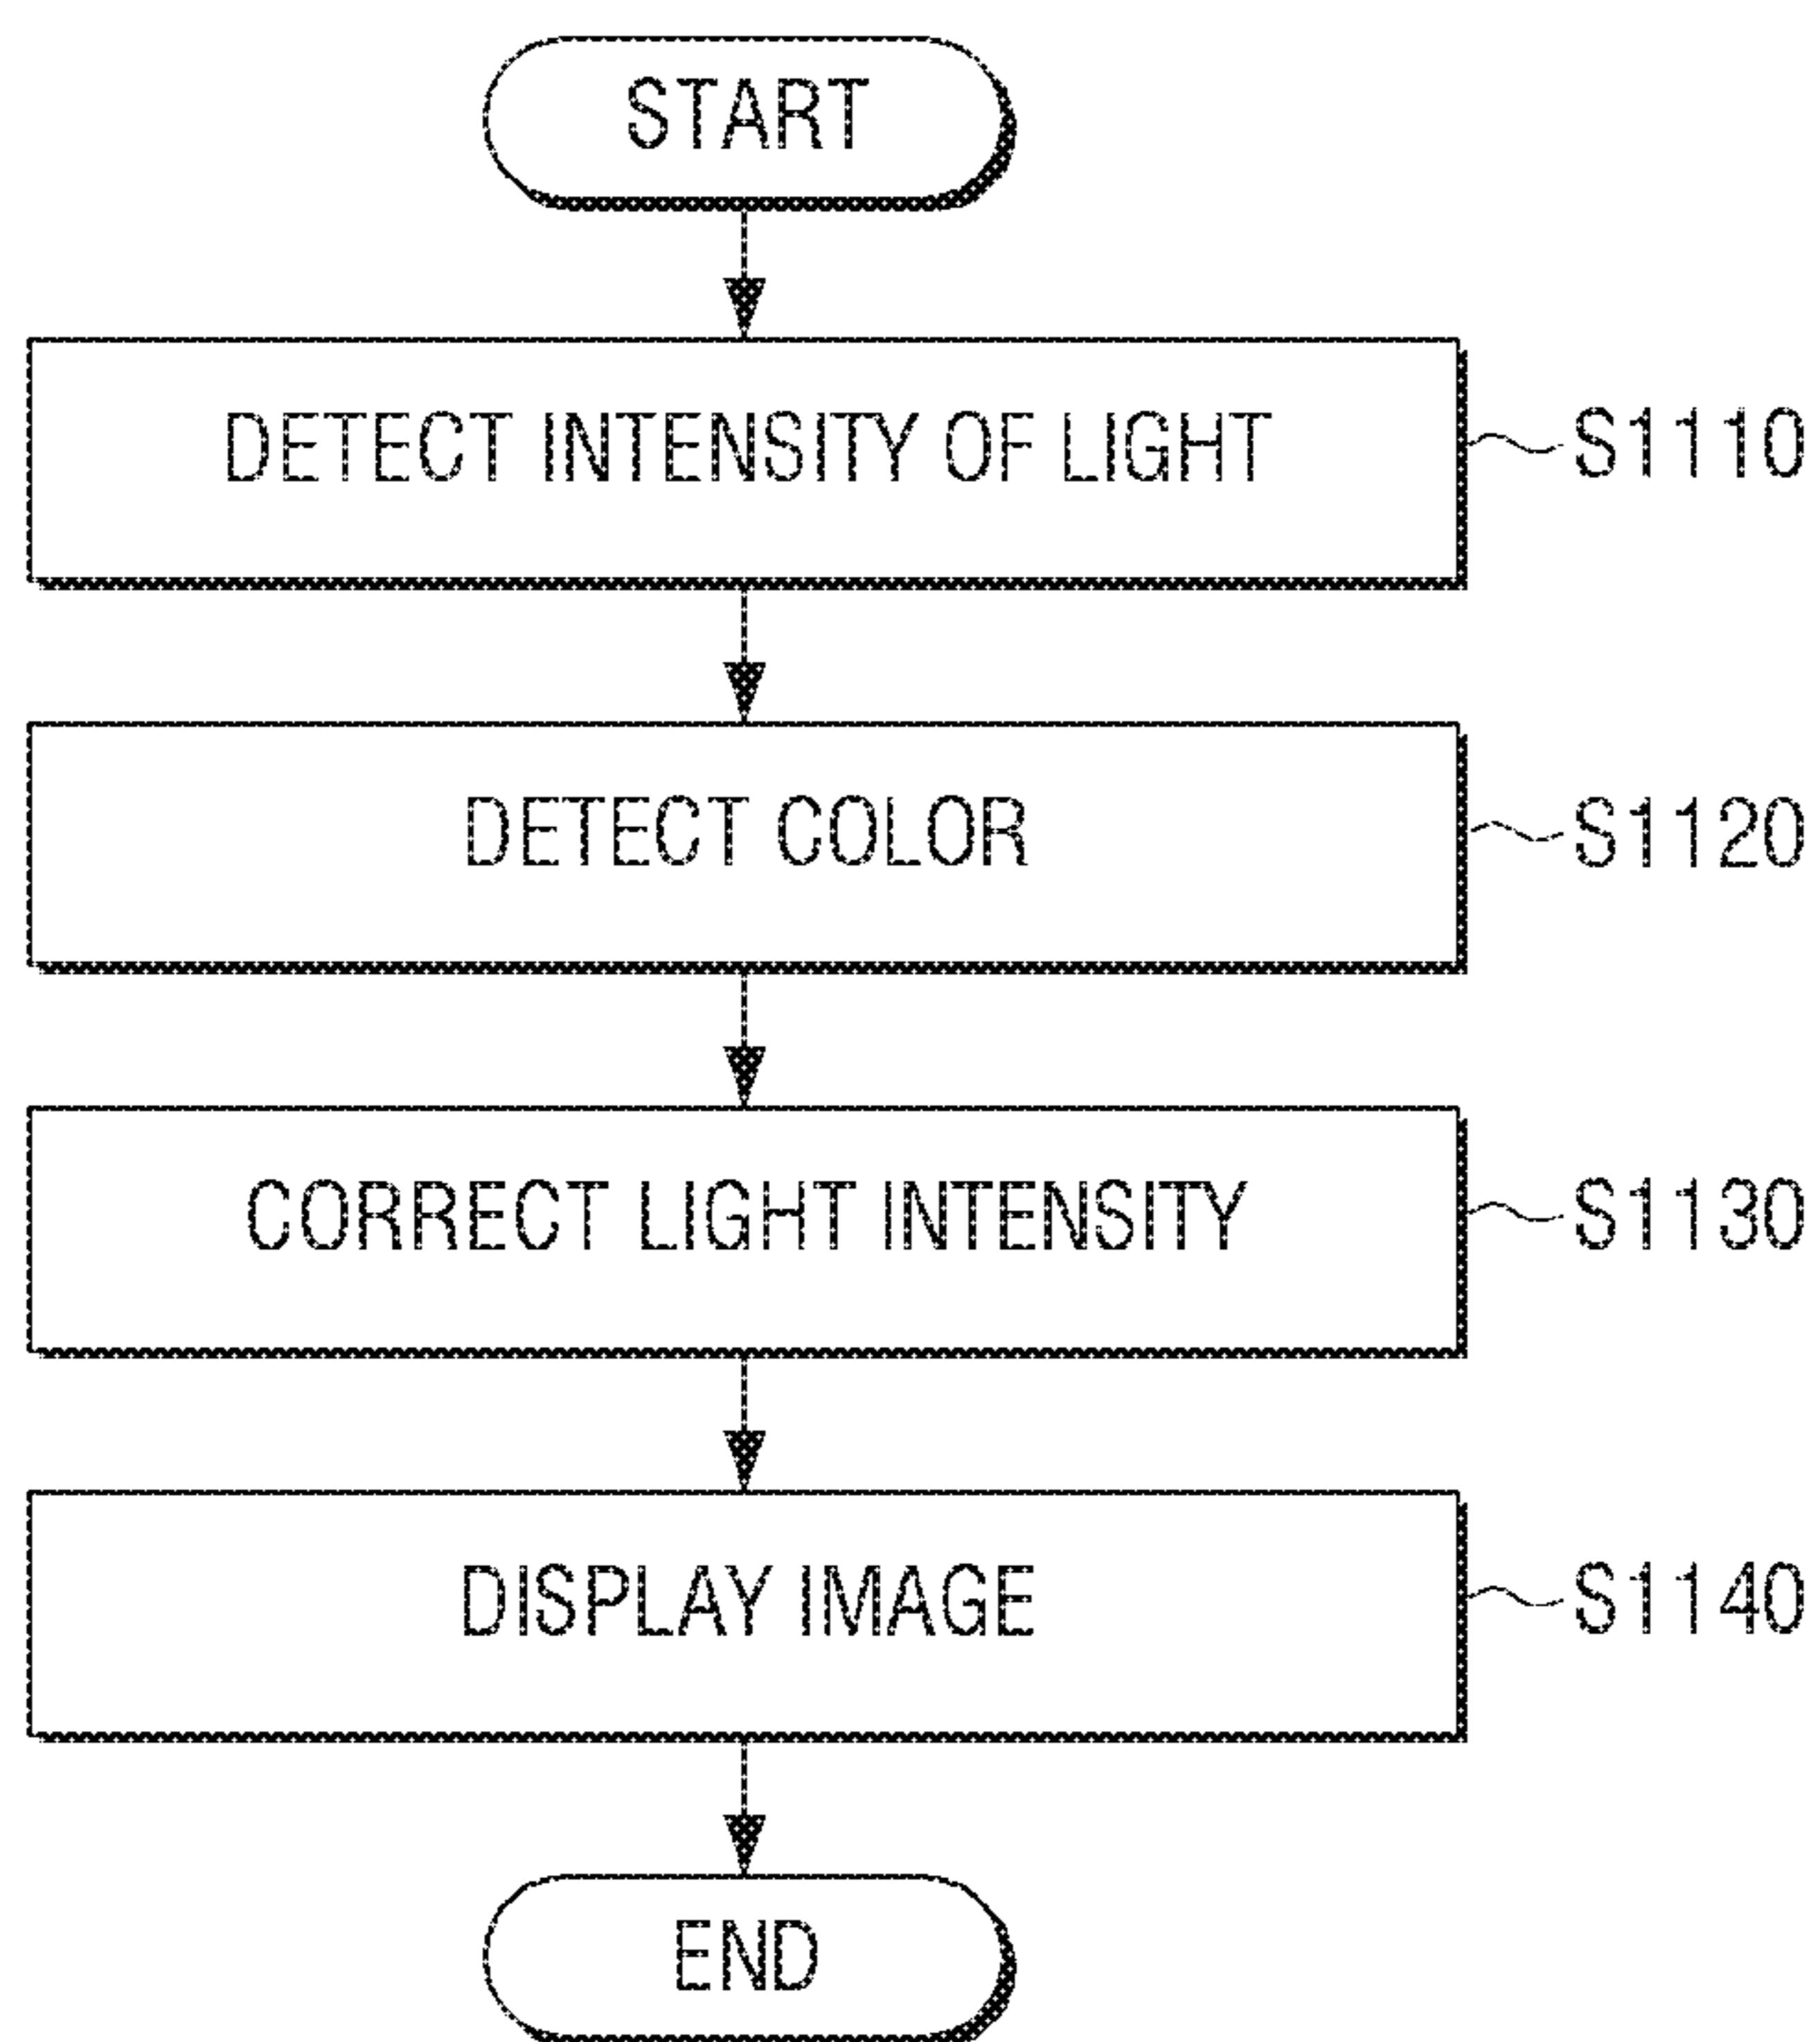 START
DETECT INTENSITY OF LIGHT
S1110
DETECT COLOR
S1120
CORRECT LIGHT INTENSITY
S1130
DISPLAY IMAGE
S1140
END